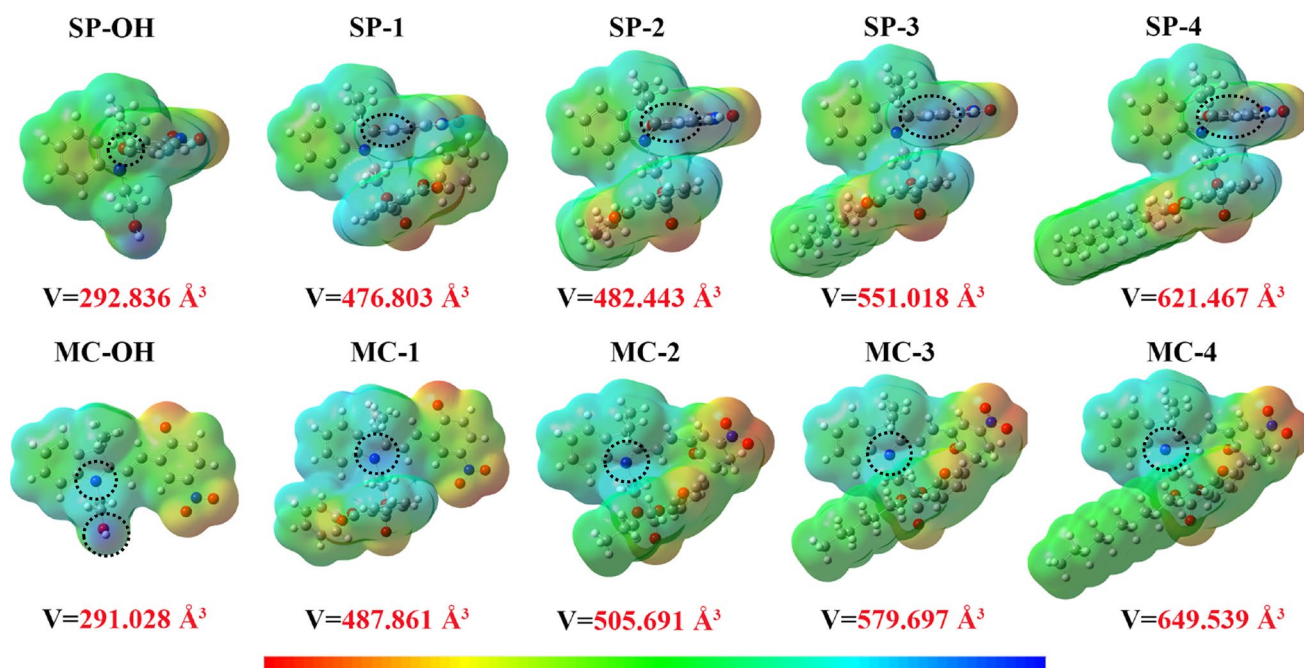 SP-OH SP-1 SP-2 SP-3 SP-4
V=292.836 Å³ V=476.803 Å³ V=482.443 Å³ V=551.018 Å³ V=621.467 Å³
MC-OH MC-1 MC-2 MC-3 MC-4
V=291.028 Å³ V=487.861 Å³ V=505.691 Å³ V=579.697 Å³ V=649.539 Å³